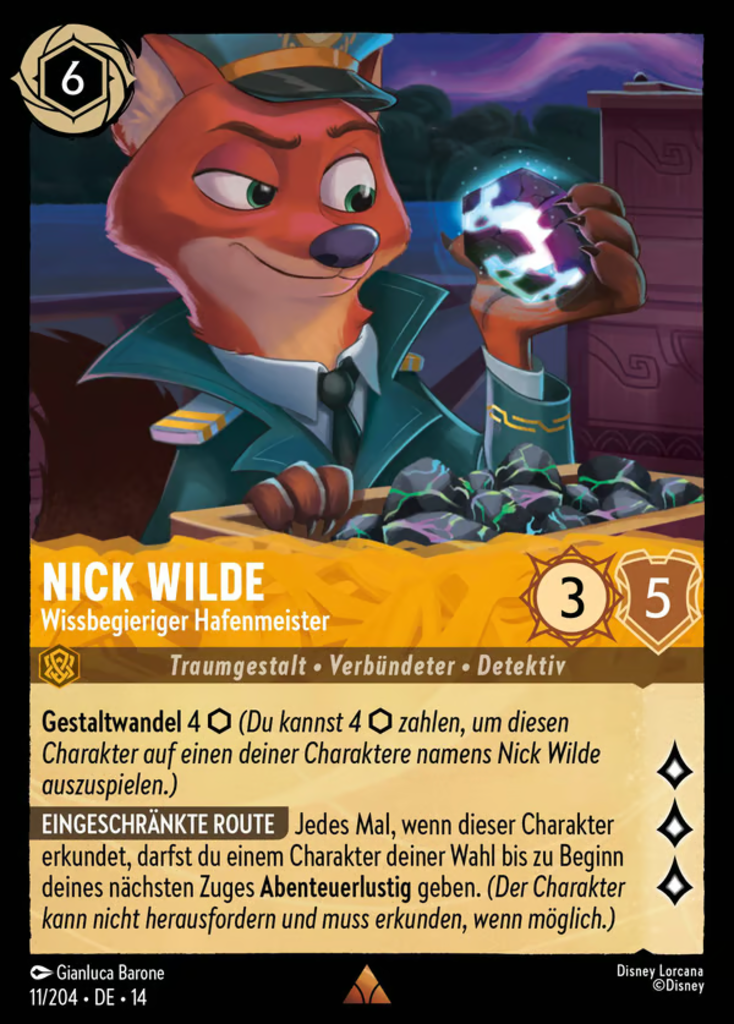 6
NICK WILDE
Wissbegieriger Hafenmeister
3
5
Traumgestalt • Verbündeter • Detektiv
Gestaltwandel 4 ⬡ (Du kannst 4 ⬡ zahlen, um diesen
Charakter auf einen deiner Charaktere namens Nick Wilde
auszuspielen.)
EINGESCHRÄNKTE ROUTE Jedes Mal, wenn dieser Charakter
erkundet, darfst du einem Charakter deiner Wahl bis zu Beginn
deines nächsten Zuges Abenteuerlustig geben. (Der Charakter
kann nicht herausfordern und muss erkunden, wenn möglich.)
Gianluca Barone
11/204 • DE • 14
Disney Lorcana
©Disney